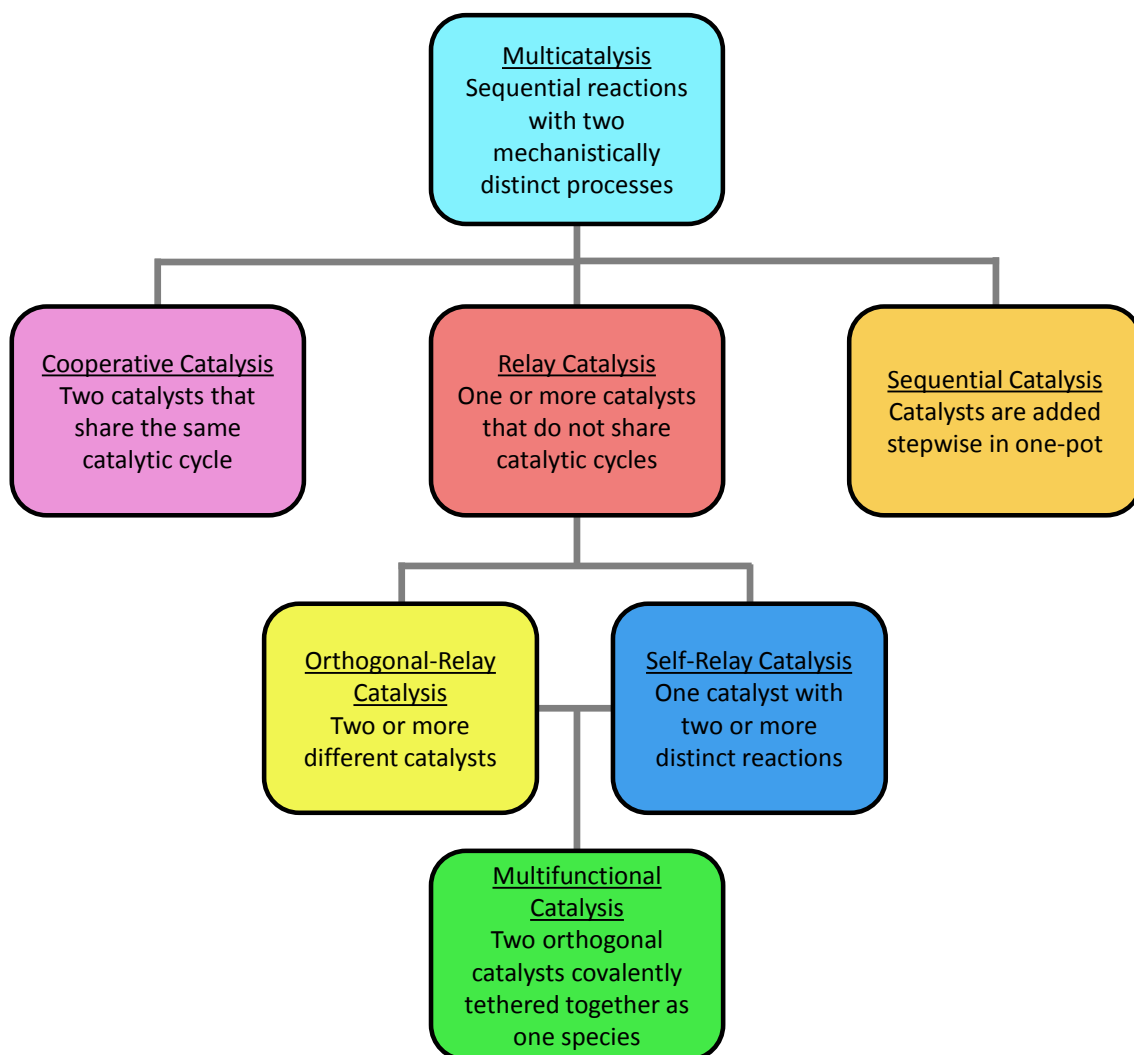 Multicatalysis
Sequential reactions
with two
mechanistically
distinct processes
Cooperative Catalysis
Two catalysts that
share the same
catalytic cycle
Relay Catalysis
One or more catalysts
that do not share
catalytic cycles
Sequential Catalysis
Catalysts are added
stepwise in one-pot
Orthogonal-Relay
Catalysis
Two or more
different catalysts
Self-Relay Catalysis
One catalyst with
two or more
distinct reactions
Multifunctional
Catalysis
Two orthogonal
catalysts covalently
tethered together as
one species